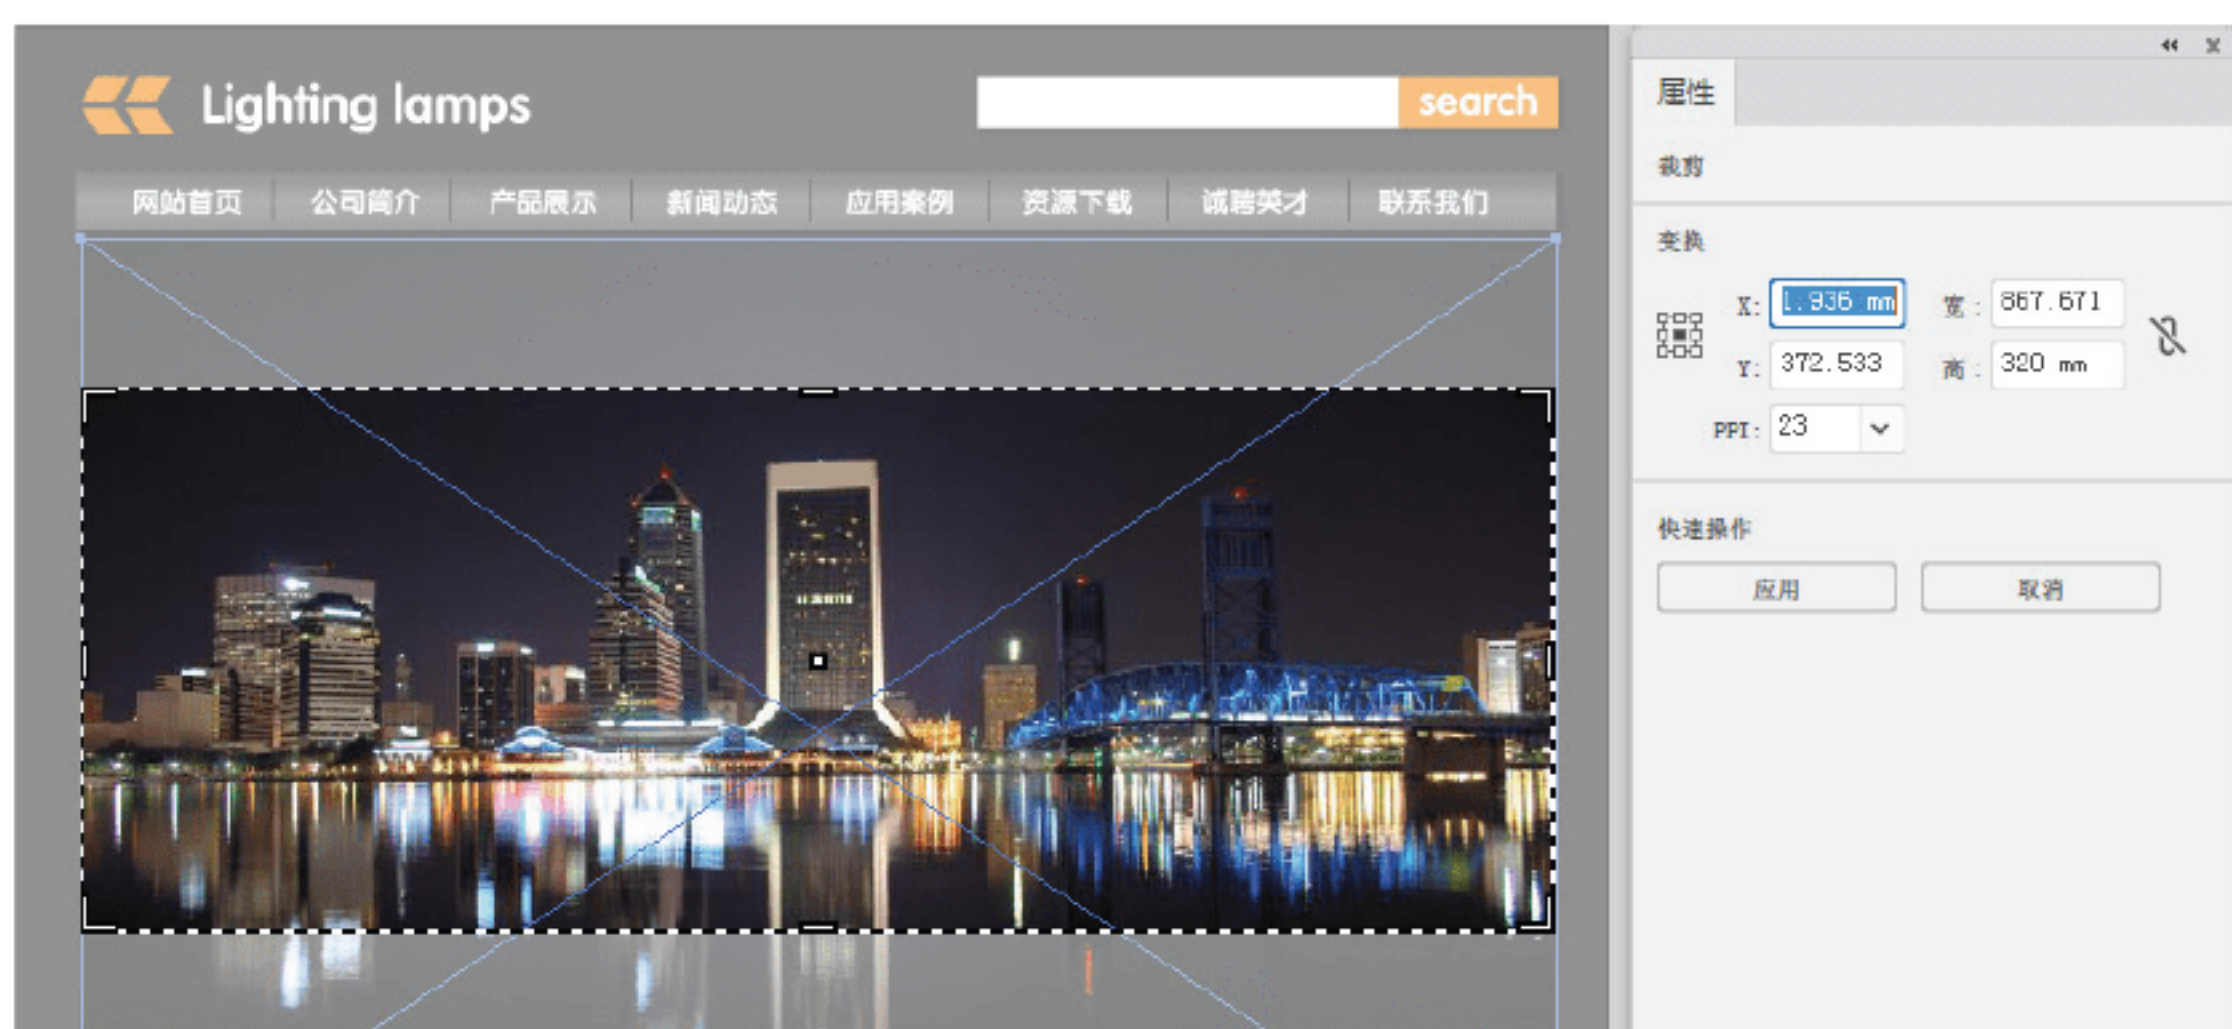 Lighting lamps
search
网站首页 公司简介 产品展示 新闻动态 应用案例 资源下载 诚聘英才 联系我们
属性
裁剪
变换
X: 1.936 mm 宽: 867.671
Y: 372.533 高: 320 mm
PPI: 23
快速操作
应用 取消